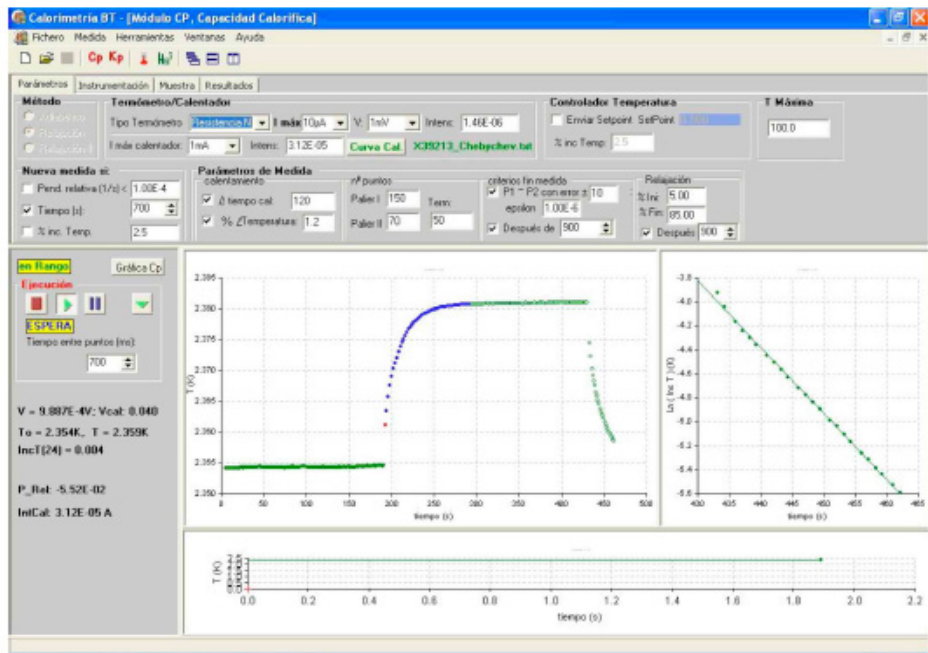 Calorimetría BT - [Módulo CP, Capacidad Calorífica]
Fichero Medida Herramientas Ventanas Ayuda
Cp Kp
Parámetros Instrumentación Muestra Resultados
Método
Relajación
Termómetro/Calentador
Tipo Termómetro Resistencia N I máx 10µA V: 1mV Intens: 1.46E-06
I máx calentador: 1mA Intens: 3.12E-05 Curva Cal. X39213_Chebychev.txt
Controlador Temperatura
Enviar Setpoint SetPoint
% inc Temp: 2.5
T Máxima
100.0
Nueva medida si:
Pend. relativa (1/s) < 1.00E-4
Tiempo (s): 700
% inc. Temp. 2.5
Parámetros de Medida
calentamiento
Δ tiempo cal: 120
% ∠Temperatura: 1.2
nº puntos
Palier I 150
Palier II 70
Term:
50
criterios fin medida
P1 - P2 con error ± 10
epsilon 1.00E-6
Después de 900
Relajación
% Ini: 5.00
% Fin: 85.00
Después 900
en Rango Gráfica Cp
Ejecución
ESPERA
Tiempo entre puntos (ms):
700
V = 9.887E-4V; Vcal: 0.040
To = 2.354K, T = 2.359K
IncT(24) = 0.004
P_Rel: -5.52E-02
IntCal: 3.12E-05 A
T (K)
2.385
2.375
2.370
2.355
2.350
0 50 100 150 200 250 300 350 400 450 500
tiempo (s)
Ln ( Inc T ) (K)
-3.8
-4.0
-4.2
-4.4
-4.6
-4.8
-5.0
-5.2
-5.4
-5.6
430 435 440 445 450 455 460 465
tiempo (s)
T (K)
0.0 0.2 0.4 0.6 0.8 1.0 1.2 1.4 1.6 1.8 2.0 2.2
tiempo (s)